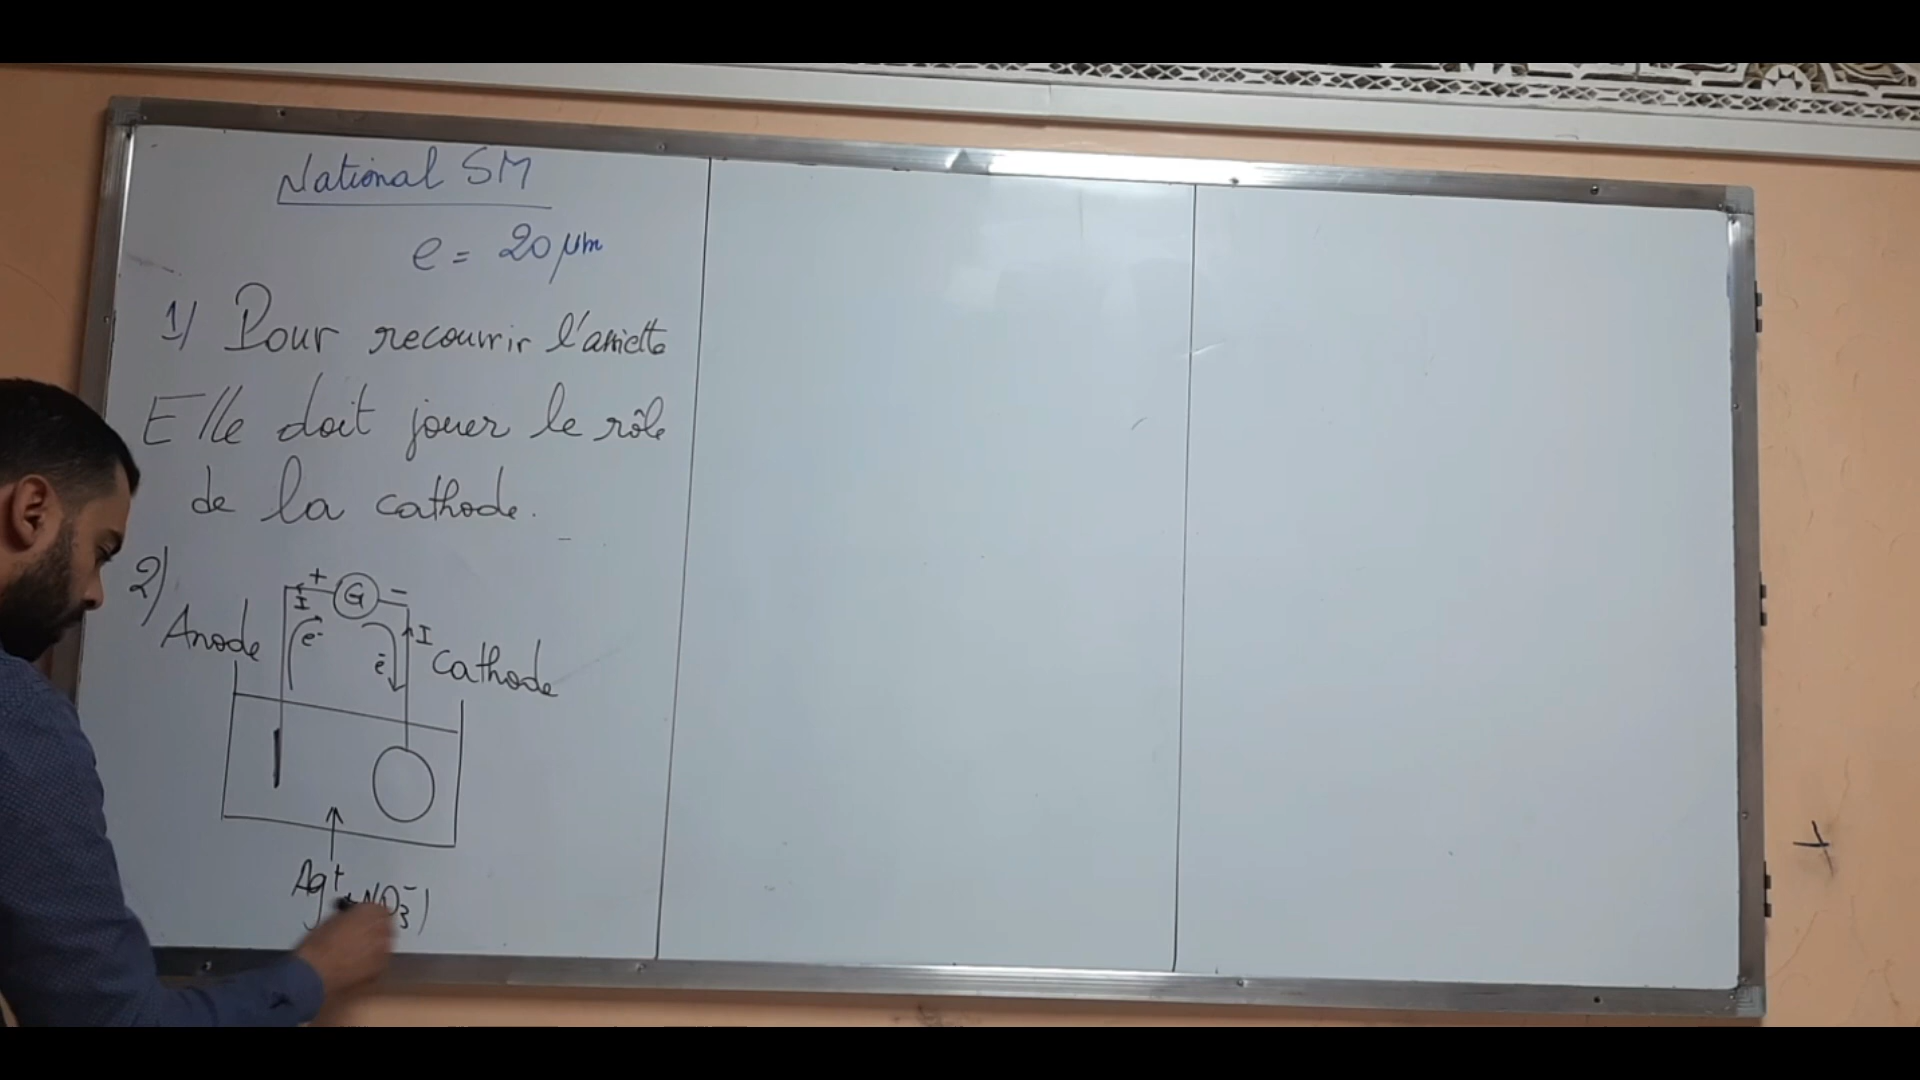 National SM
e = 20 µm
1) Pour recouvrir l'assiette
Elle doit jouer le rôle
de la cathode.
2)
+ G -
I
I
e-
e-
Anode
Cathode
Ag+ + NO3-)